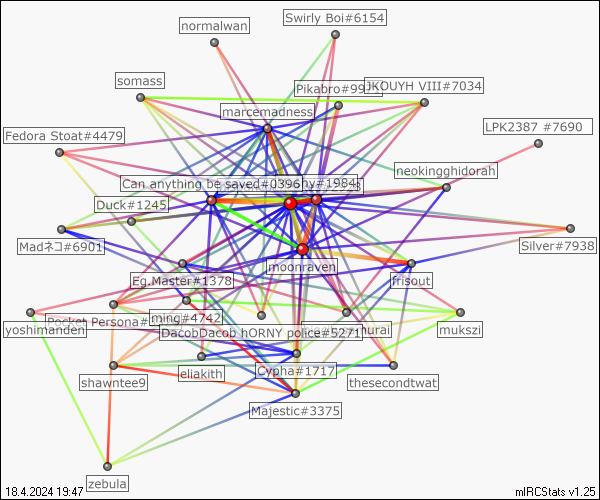 normalwan
Swirly Boi#6154
somass
Pikabro#99
JKOUYH VIII#7034
marcemadness
Fedora Stoat#4479
LPK2387 #7690
neokingghidorah
Can anything be saved#0396
hy#1984
Duck#1245
Madネコ#6901
Silver#7938
moonraven
Eg.Master#1378
frisout
yoshimanden
Pocket Persona#
ming#4742
DacobDacob hORNY police#5271
urai
mukszi
shawntee9
eliakith
Cypha#1717
thesecondtwat
Majestic#3375
zebula
18.4.2024 19:47
mIRCStats v1.25